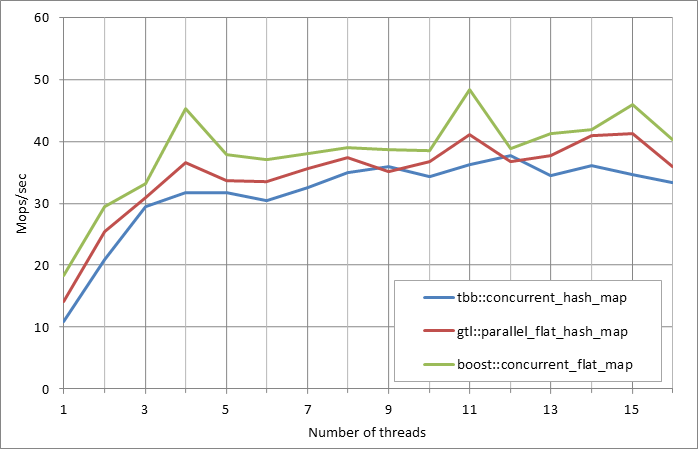 60
50
40
30
20
10
0
Mops/sec
tbb::concurrent_hash_map
gtl::parallel_flat_hash_map
boost::concurrent_flat_map
1 3 5 7 9 11 13 15
Number of threads